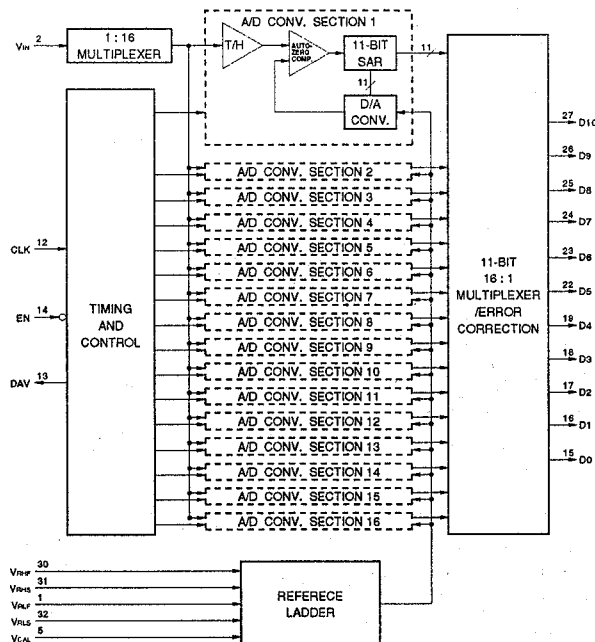 A/D CONV. SECTION 1
2
VIN
1 : 16
MULTIPLEXER
T/H
AUTO-
ZERO
COMP.
11-BIT
SAR
11
11
D/A
CONV.
A/D CONV. SECTION 2
A/D CONV. SECTION 3
A/D CONV. SECTION 4
A/D CONV. SECTION 5
A/D CONV. SECTION 6
A/D CONV. SECTION 7
A/D CONV. SECTION 8
A/D CONV. SECTION 9
A/D CONV. SECTION 10
A/D CONV. SECTION 11
A/D CONV. SECTION 12
A/D CONV. SECTION 13
A/D CONV. SECTION 14
A/D CONV. SECTION 15
A/D CONV. SECTION 16
CLK 12
EN 14
DAV 13
TIMING
AND
CONTROL
11-BIT
16 : 1
MULTIPLEXER
/ERROR
CORRECTION
27 D10
26 D9
25 D8
24 D7
23 D6
22 D5
19 D4
18 D3
17 D2
16 D1
15 D0
VRHF 30
VRHS 31
VRLF 1
VRLS 32
VCAL 5
REFERECE
LADDER